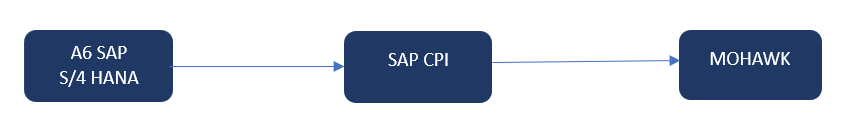 A6 SAP
S/4 HANA
SAP CPI
MOHAWK